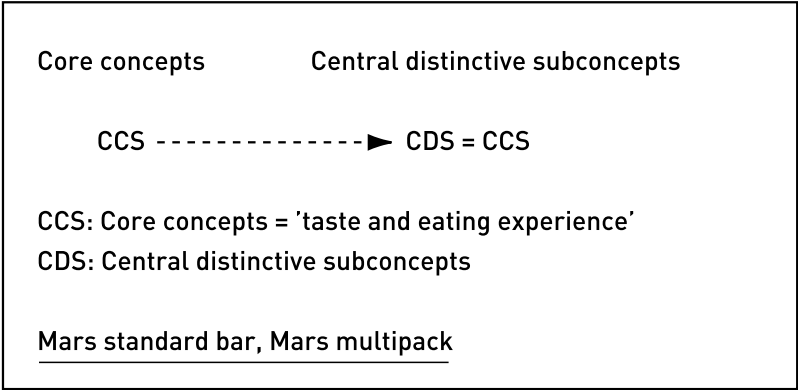 Core concepts Central distinctive subconcepts
CCS CDS = CCS
CCS: Core concepts = ’taste and eating experience’
CDS: Central distinctive subconcepts
Mars standard bar, Mars multipack